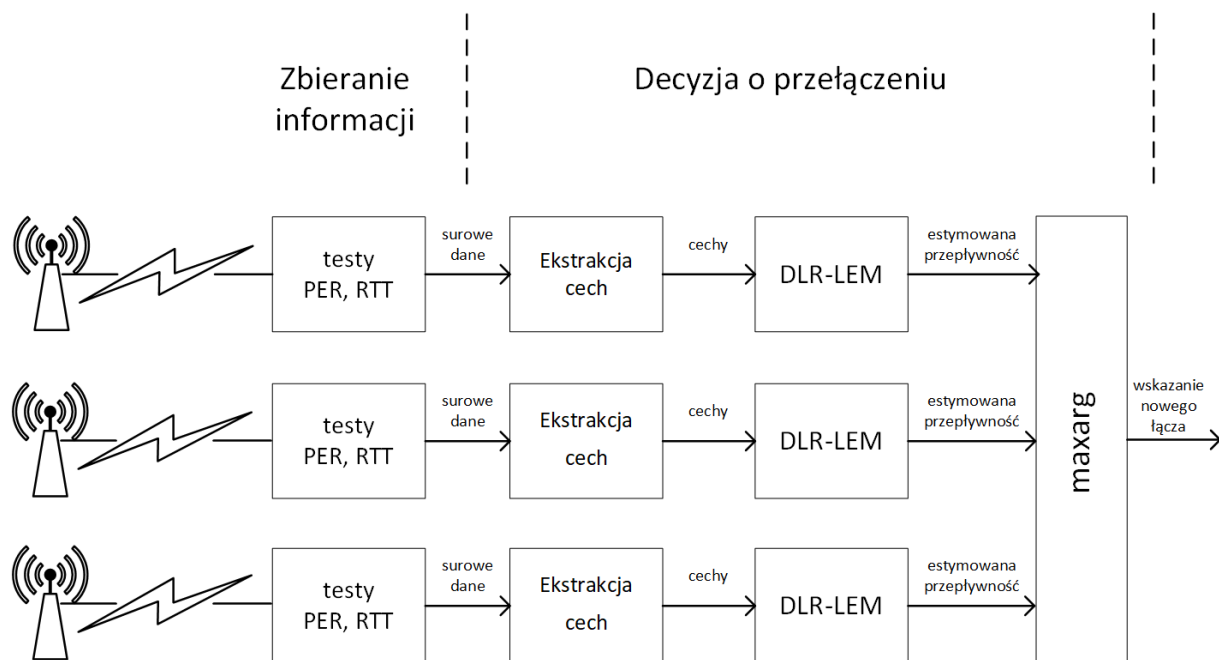 Zbieranie
informacji
Decyzja o przełączeniu
testy
PER, RTT
surowe
dane
Ekstrakcja
cech
cechy
DLR-LEM
estymowana
przepływność
testy
PER, RTT
surowe
dane
Ekstrakcja
cech
cechy
DLR-LEM
estymowana
przepływność
testy
PER, RTT
surowe
dane
Ekstrakcja
cech
cechy
DLR-LEM
estymowana
przepływność
maxarg
wskazanie
nowego
łącza